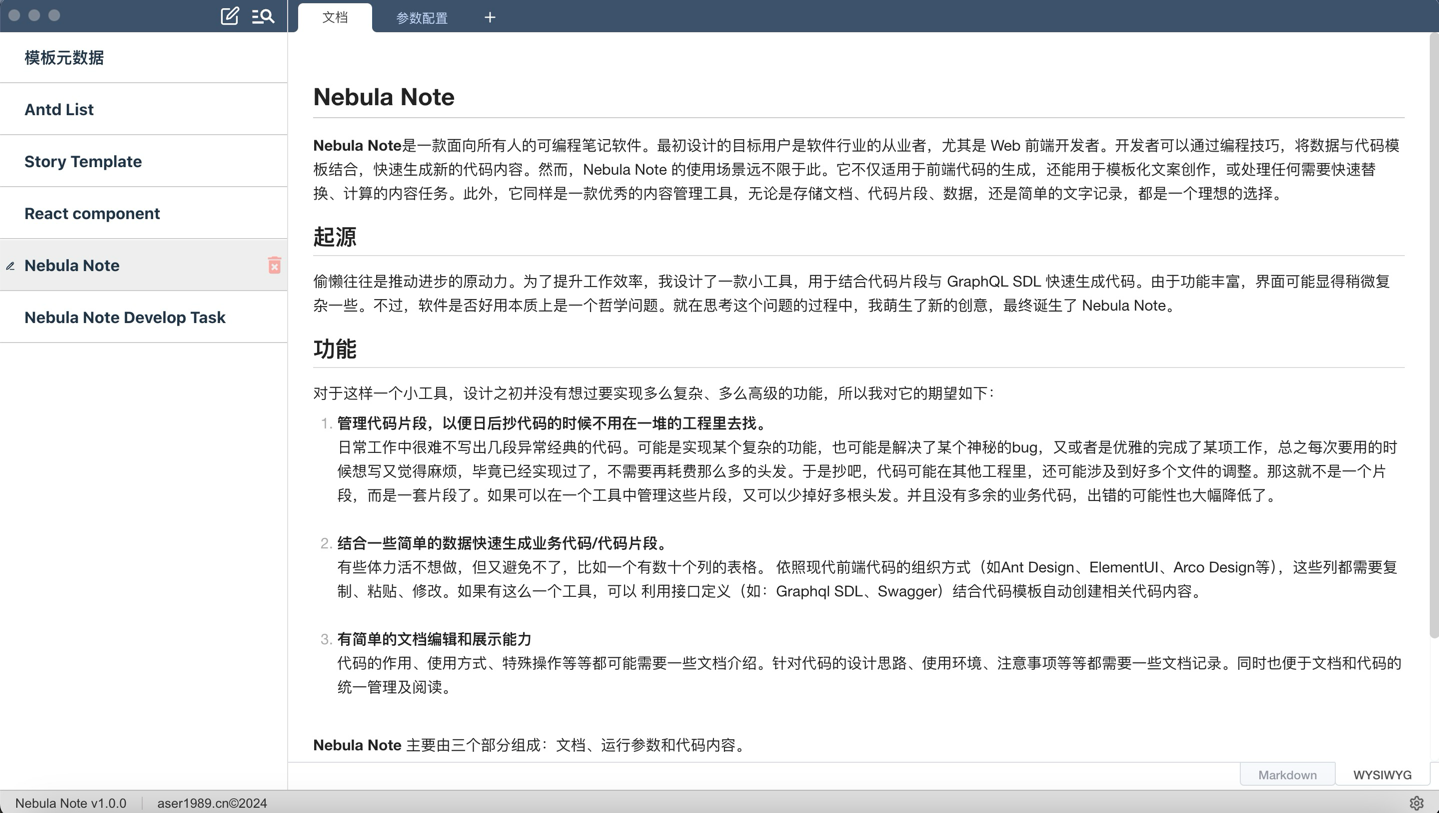 文档
参数配置
模板元数据
Antd List
Story Template
React component
Nebula Note
Nebula Note Develop Task
Nebula Note
Nebula Note是一款面向所有人的可编程笔记软件。最初设计的目标用户是软件行业的从业者，尤其是 Web 前端开发者。开发者可以通过编程技巧，将数据与代码模
板结合，快速生成新的代码内容。然而，Nebula Note 的使用场景远不限于此。它不仅适用于前端代码的生成，还能用于模板化文案创作，或处理任何需要快速替
换、计算的内容任务。此外，它同样是一款优秀的内容管理工具，无论是存储文档、代码片段、数据，还是简单的文字记录，都是一个理想的选择。
起源
偷懒往往是推动进步的原动力。为了提升工作效率，我设计了一款小工具，用于结合代码片段与 GraphQL SDL 快速生成代码。由于功能丰富，界面可能显得稍微复
杂一些。不过，软件是否好用本质上是一个哲学问题。就在思考这个问题的过程中，我萌生了新的创意，最终诞生了 Nebula Note。
功能
对于这样一个小工具，设计之初并没有想过要实现多么复杂、多么高级的功能，所以我对它的期望如下：
1. 管理代码片段，以便日后抄代码的时候不用在一堆的工程里去找。
日常工作中很难不写出几段异常经典的代码。可能是实现某个复杂的功能，也可能是解决了某个神秘的bug，又或者是优雅的完成了某项工作，总之每次要用的时
候想写又觉得麻烦，毕竟已经实现过了，不需要再耗费那么多的头发。于是抄吧，代码可能在其他工程里，还可能涉及到好多个文件的调整。那这就不是一个片
段，而是一套片段了。如果可以在一个工具中管理这些片段，又可以少掉好多根头发。并且没有多余的业务代码，出错的可能性也大幅降低了。
2. 结合一些简单的数据快速生成业务代码/代码片段。
有些体力活不想做，但又避免不了，比如一个有数十个列的表格。 依照现代前端代码的组织方式（如Ant Design、ElementUI、Arco Design等），这些列都需要复
制、粘贴、修改。如果有这么一个工具，可以 利用接口定义（如：Graphql SDL、Swagger）结合代码模板自动创建相关代码内容。
3. 有简单的文档编辑和展示能力
代码的作用、使用方式、特殊操作等等都可能需要一些文档介绍。针对代码的设计思路、使用环境、注意事项等等都需要一些文档记录。同时也便于文档和代码的
统一管理及阅读。
Nebula Note 主要由三个部分组成：文档、运行参数和代码内容。
Markdown
WYSIWYG
Nebula Note v1.0.0
aser1989.cn©2024